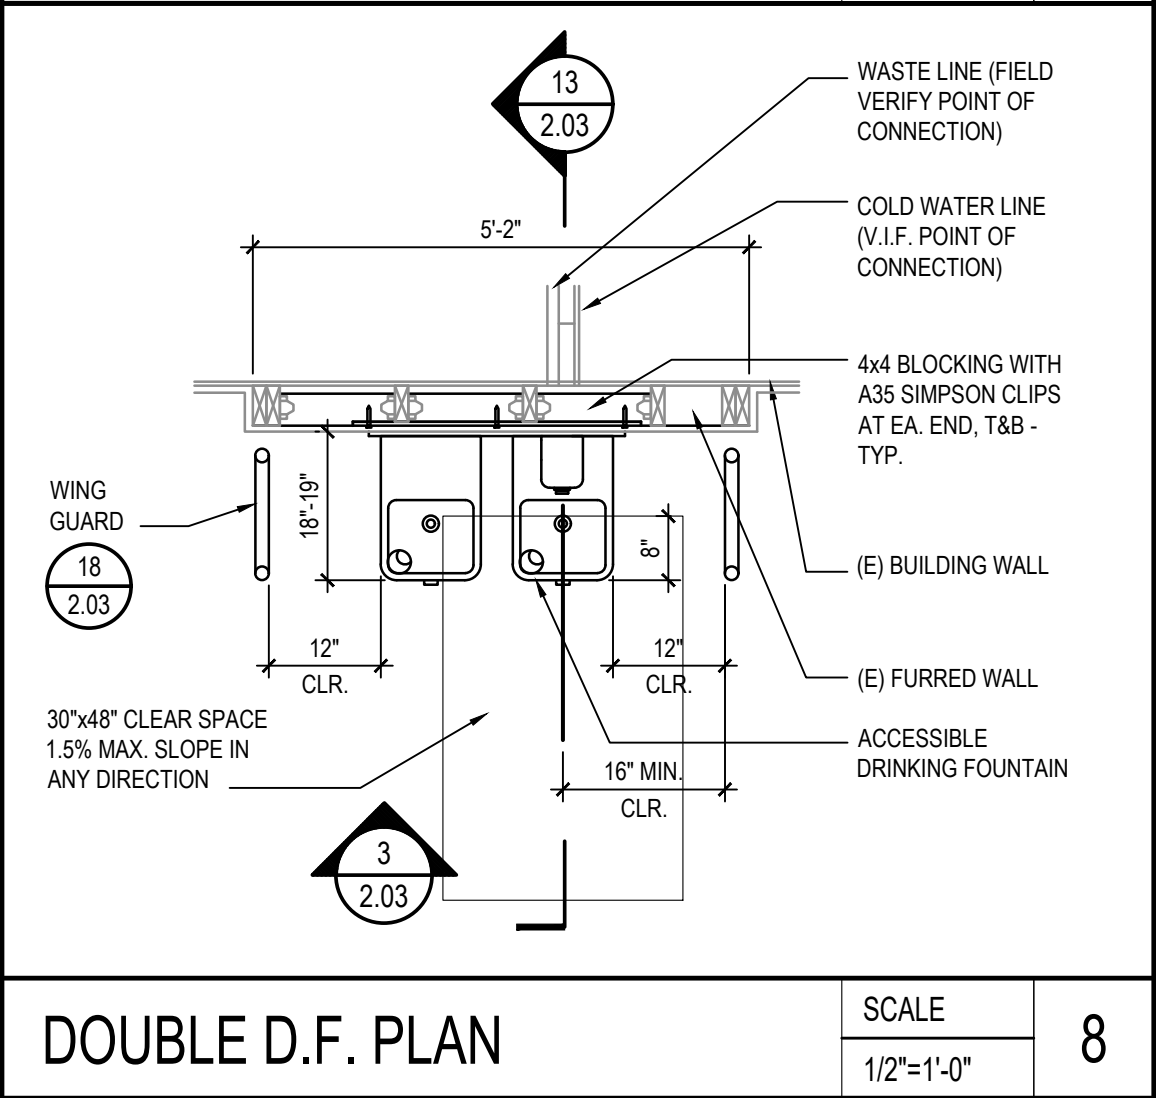 13
2.03
WASTE LINE (FIELD
VERIFY POINT OF
CONNECTION)
COLD WATER LINE
(V.I.F. POINT OF
CONNECTION)
5'-2"
4x4 BLOCKING WITH
A35 SIMPSON CLIPS
AT EA. END, T&B -
TYP.
WING
GUARD
18
2.03
18"-19"
8"
(E) BUILDING WALL
12"
CLR.
12"
CLR.
(E) FURRED WALL
30"x48" CLEAR SPACE
1.5% MAX. SLOPE IN
ANY DIRECTION
ACCESSIBLE
DRINKING FOUNTAIN
16" MIN.
CLR.
3
2.03
DOUBLE D.F. PLAN
SCALE
1/2"=1'-0"
8